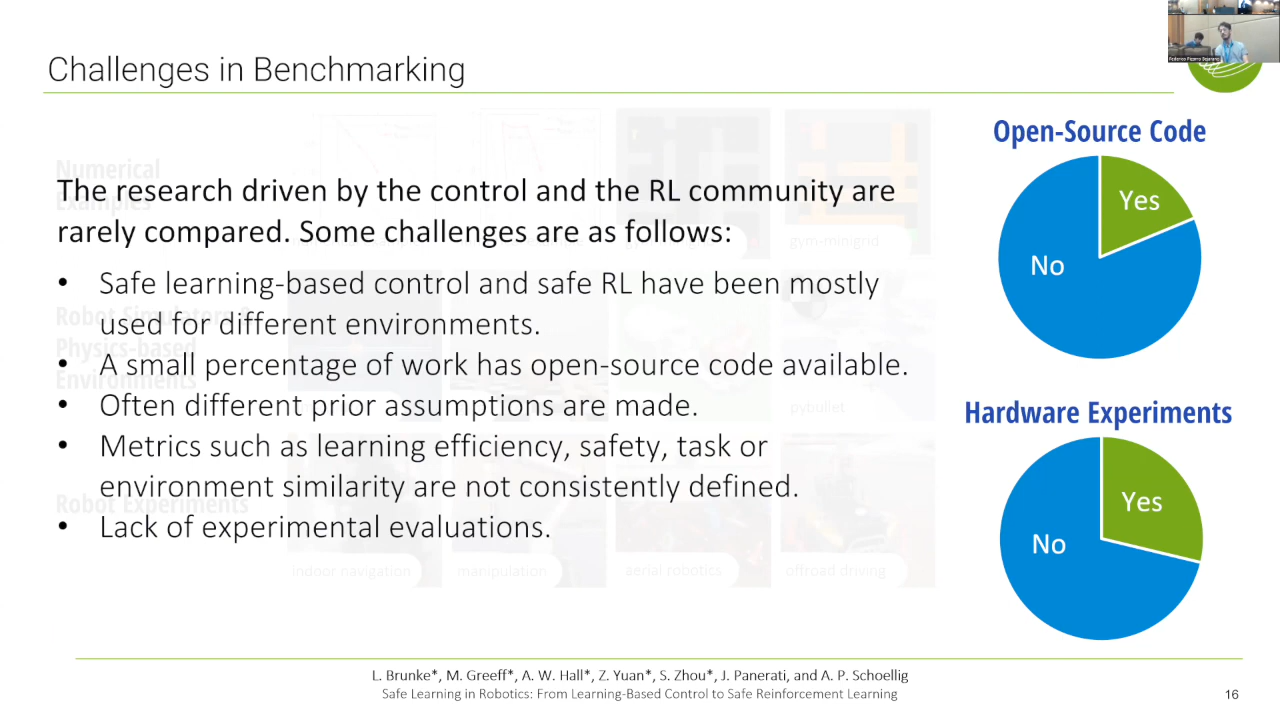 Challenges in Benchmarking
Federico Pizarro Bejarano
Numerical
Examples
The research driven by the control and the RL community are
rarely compared. Some challenges are as follows:
gym-minigrid
• Safe learning-based control and safe RL have been mostly
used for different environments.
• A small percentage of work has open-source code available.
• Often different prior assumptions are made.
• Metrics such as learning efficiency, safety, task or
environment similarity are not consistently defined.
• Lack of experimental evaluations.
Physics-based
Environments
pybullet
Robot Experiments
indoor navigation
manipulation
aerial robotics
offroad driving
Open-Source Code
Yes
No
Hardware Experiments
Yes
No
L. Brunke*, M. Greeff*, A. W. Hall*, Z. Yuan*, S. Zhou*, J. Panerati, and A. P. Schoellig
Safe Learning in Robotics: From Learning-Based Control to Safe Reinforcement Learning
16